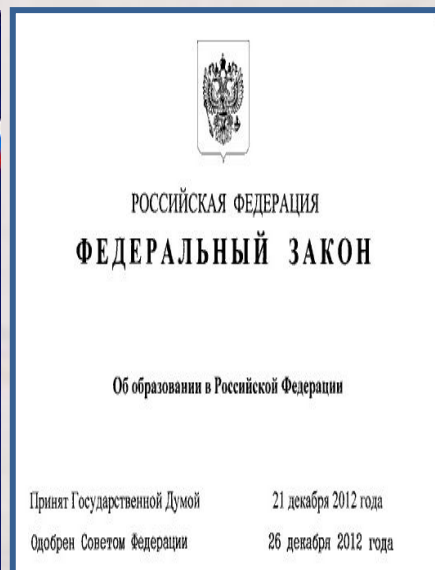 РОССИЙСКАЯ ФЕДЕРАЦИЯ
ФЕДЕРАЛЬНЫЙ ЗАКОН
Об образовании в Российской Федерации
Принят Государственной Думой 21 декабря 2012 года
Одобрен Советом Федерации 26 декабря 2012 года